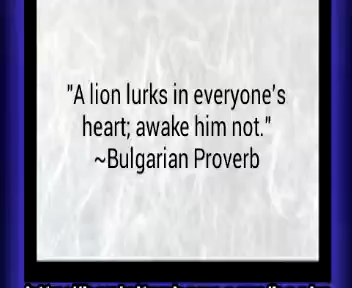 "A lion lurks in everyone's
heart; awake him not."
~Bulgarian Proverb